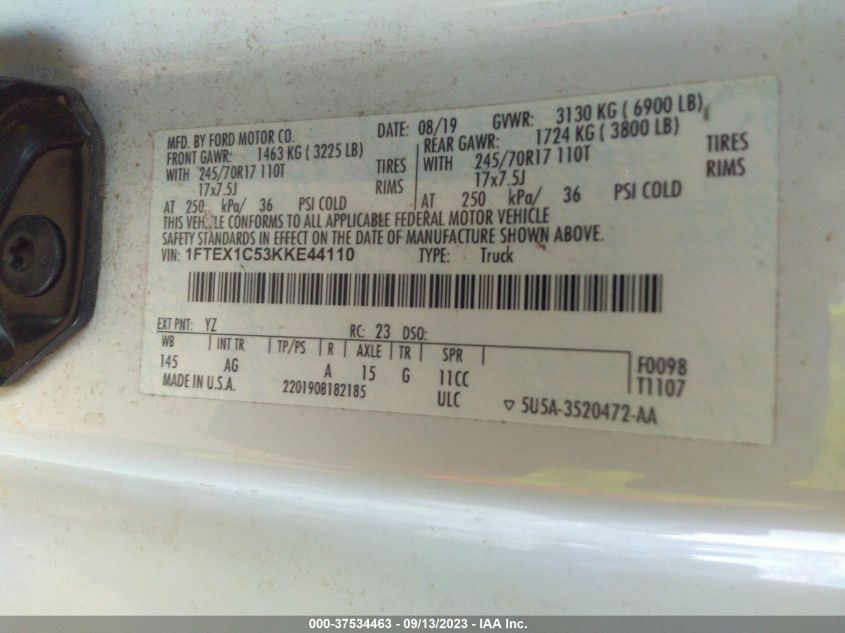 MFD. BY FORD MOTOR CO. DATE: 08/19 GVWR: 3130 KG ( 6900 LB)
FRONT GAWR: 1463 KG ( 3225 LB) REAR GAWR: 1724 KG ( 3800 LB)
WITH 245/70R17 110T TIRES WITH 245/70R17 110T TIRES
17x7.5J RIMS 17x7.5J RIMS
AT 250 kPa/ 36 PSI COLD AT 250 kPa/ 36 PSI COLD
THIS VEHICLE CONFORMS TO ALL APPLICABLE FEDERAL MOTOR VEHICLE
SAFETY STANDARDS IN EFFECT ON THE DATE OF MANUFACTURE SHOWN ABOVE.
VIN: 1FTEX1C53KKE44110 TYPE: Truck
EXT PNT: YZ RC: 23 DSO:
WB INT TR TP/PS R AXLE TR SPR
145 AG A 15 G 11CC F0098
MADE IN U.S.A. 2201908182185 ULC T1107
▽ 5U5A-3520472-AA
000-37534463 - 09/13/2023 - IAA Inc.